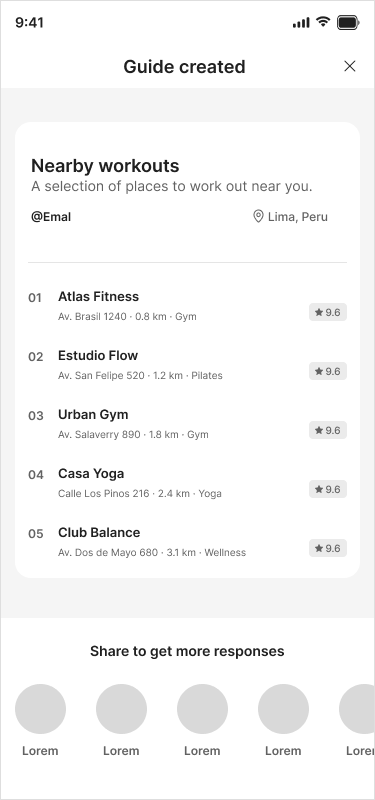 9:41
Guide created
Nearby workouts
A selection of places to work out near you.
@Emal
Lima, Peru
01
Atlas Fitness
Av. Brasil 1240 · 0.8 km · Gym
9.6
02
Estudio Flow
Av. San Felipe 520 · 1.2 km · Pilates
9.6
03
Urban Gym
Av. Salaverry 890 · 1.8 km · Gym
9.6
04
Casa Yoga
Calle Los Pinos 216 · 2.4 km · Yoga
9.6
05
Club Balance
Av. Dos de Mayo 680 · 3.1 km · Wellness
9.6
Share to get more responses
Lorem
Lorem
Lorem
Lorem
Lorem